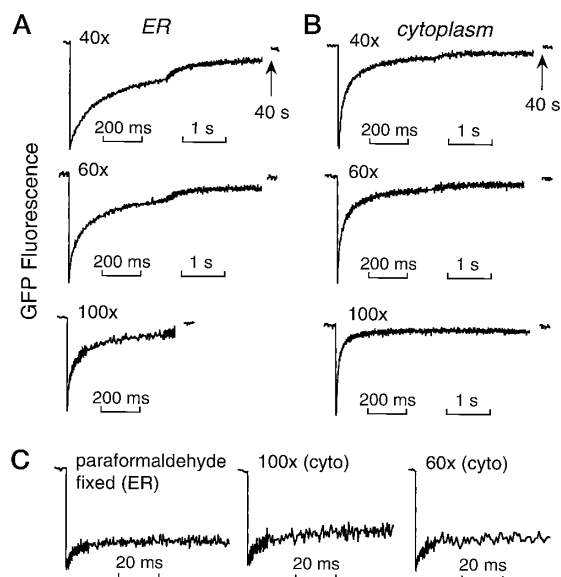 A
ER
40x
40 s
200 ms
1 s
60x
200 ms
1 s
100x
200 ms
GFP Fluorescence
B
cytoplasm
40x
40 s
200 ms
1 s
60x
200 ms
1 s
100x
200 ms
1 s
C
paraformaldehyde
fixed (ER)
20 ms
100x (cyto)
20 ms
60x (cyto)
20 ms